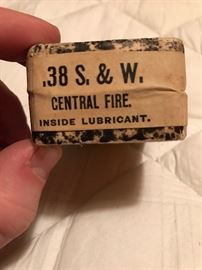 .38 S. & W.
CENTRAL FIRE.
INSIDE LUBRICANT.